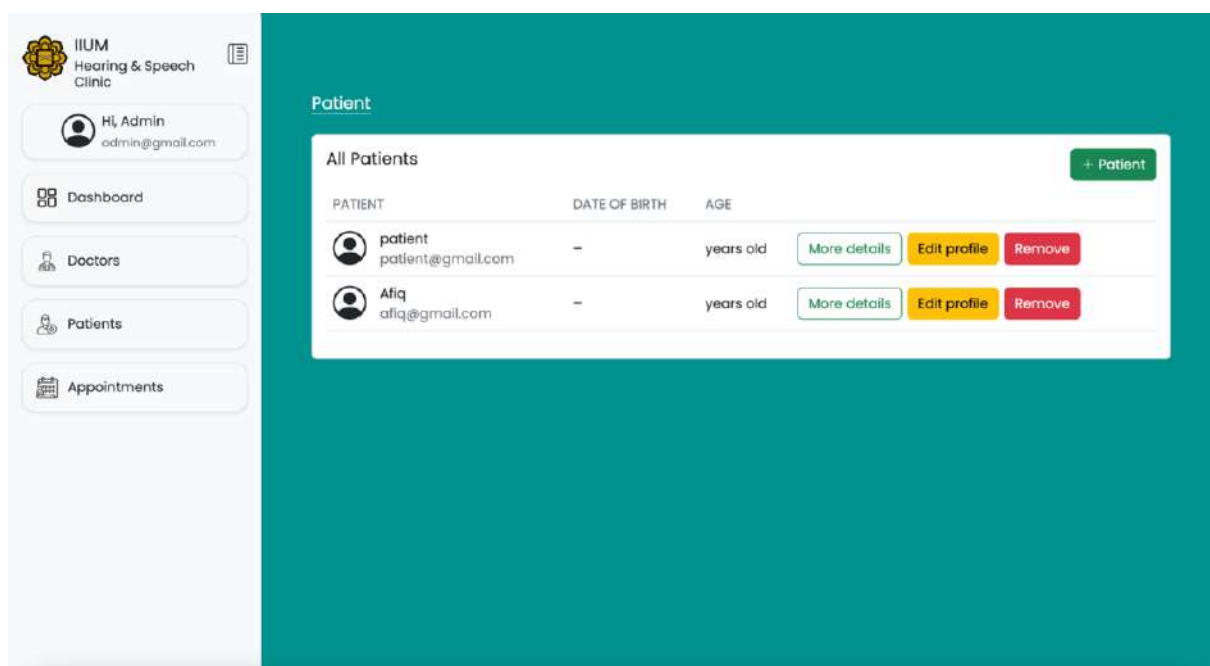 IIUM
Hearing & Speech
Clinic
Hi, Admin
admin@gmail.com
Dashboard
Doctors
Patients
Appointments
Patient
All Patients
+ Patient
PATIENT DATE OF BIRTH AGE
patient
patient@gmail.com
– years old More details Edit profile Remove
Afiq
afiq@gmail.com
– years old More details Edit profile Remove